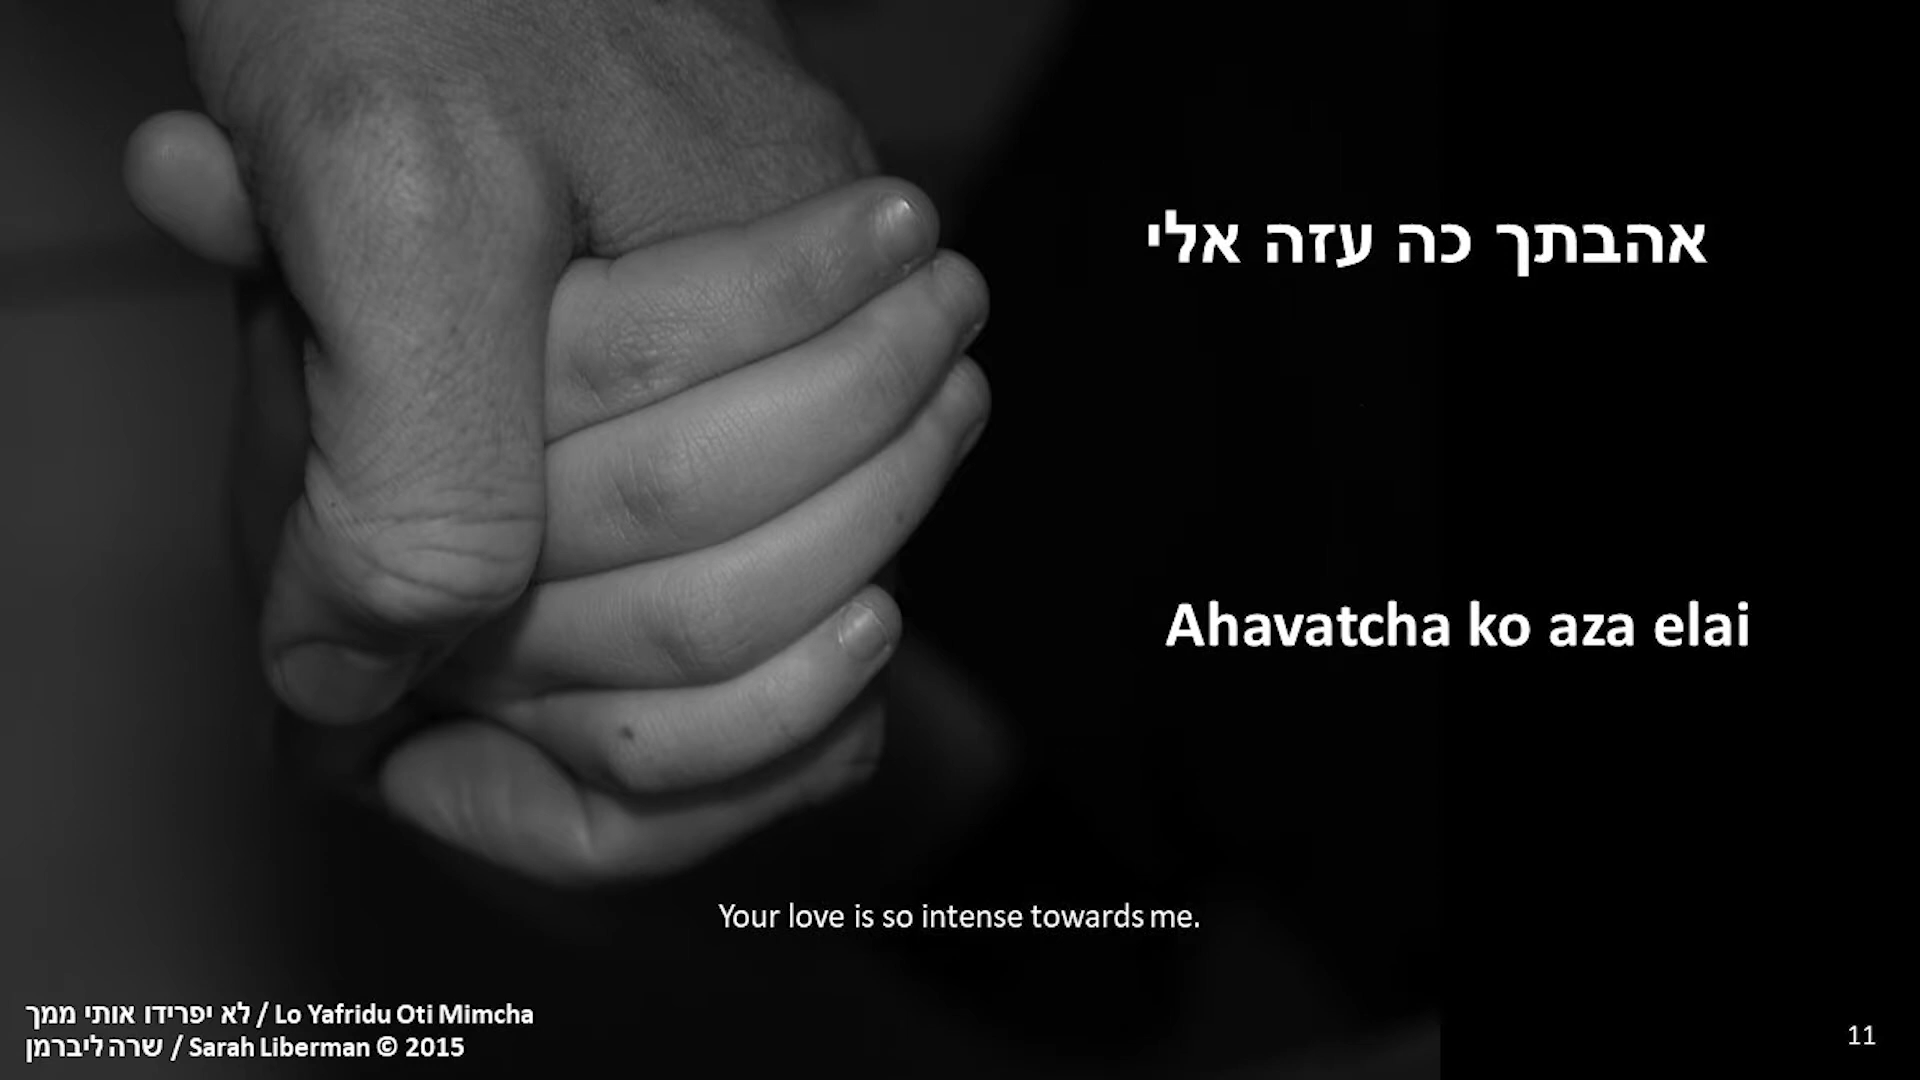 אהבתך כה עזה אלי
Ahavatcha ko aza elai
Your love is so intense towards me.
לא יפרידו אותי ממך / Lo Yafridu Oti Mimcha
שרה ליברמן / Sarah Liberman © 2015
11